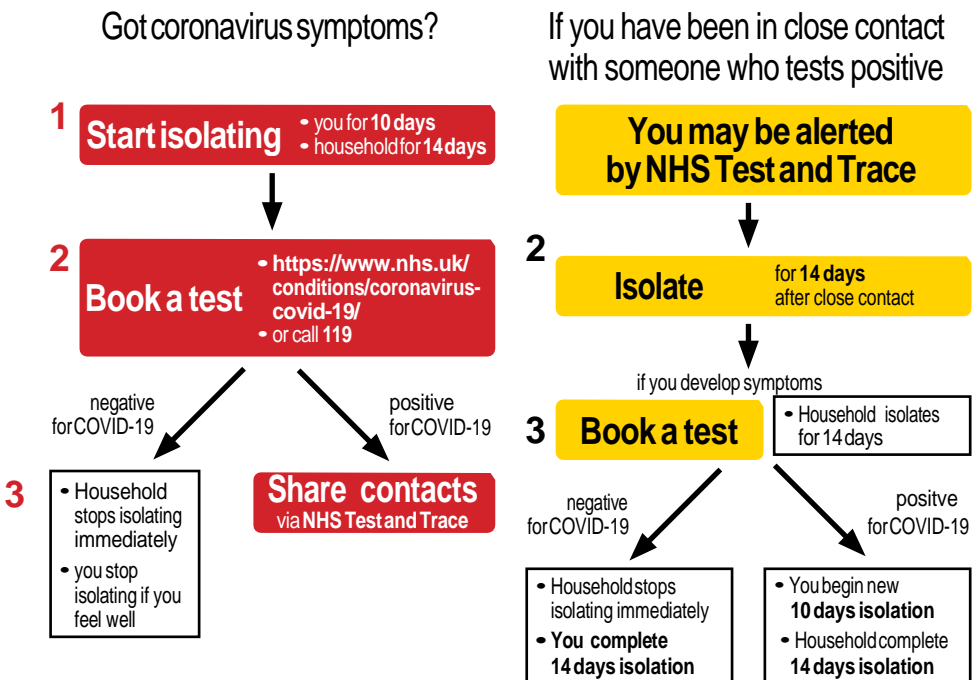 Got coronavirus symptoms?
1
Start isolating
• you for 10 days
• household for 14 days
2
Book a test
• https://www.nhs.uk/
conditions/coronavirus-
covid-19/
• or call 119
negative
for COVID-19
positive
for COVID-19
3
• Household
stops isolating
immediately
• you stop
isolating if you
feel well
Share contacts
via NHS Test and Trace
If you have been in close contact
with someone who tests positive
You may be alerted
by NHS Test and Trace
2
Isolate
for 14 days
after close contact
if you develop symptoms
3
Book a test
• Household isolates
for 14 days
negative
for COVID-19
positve
for COVID-19
• Household stops
isolating immediately
• You complete
14 days isolation
• You begin new
10 days isolation
• Household complete
14 days isolation